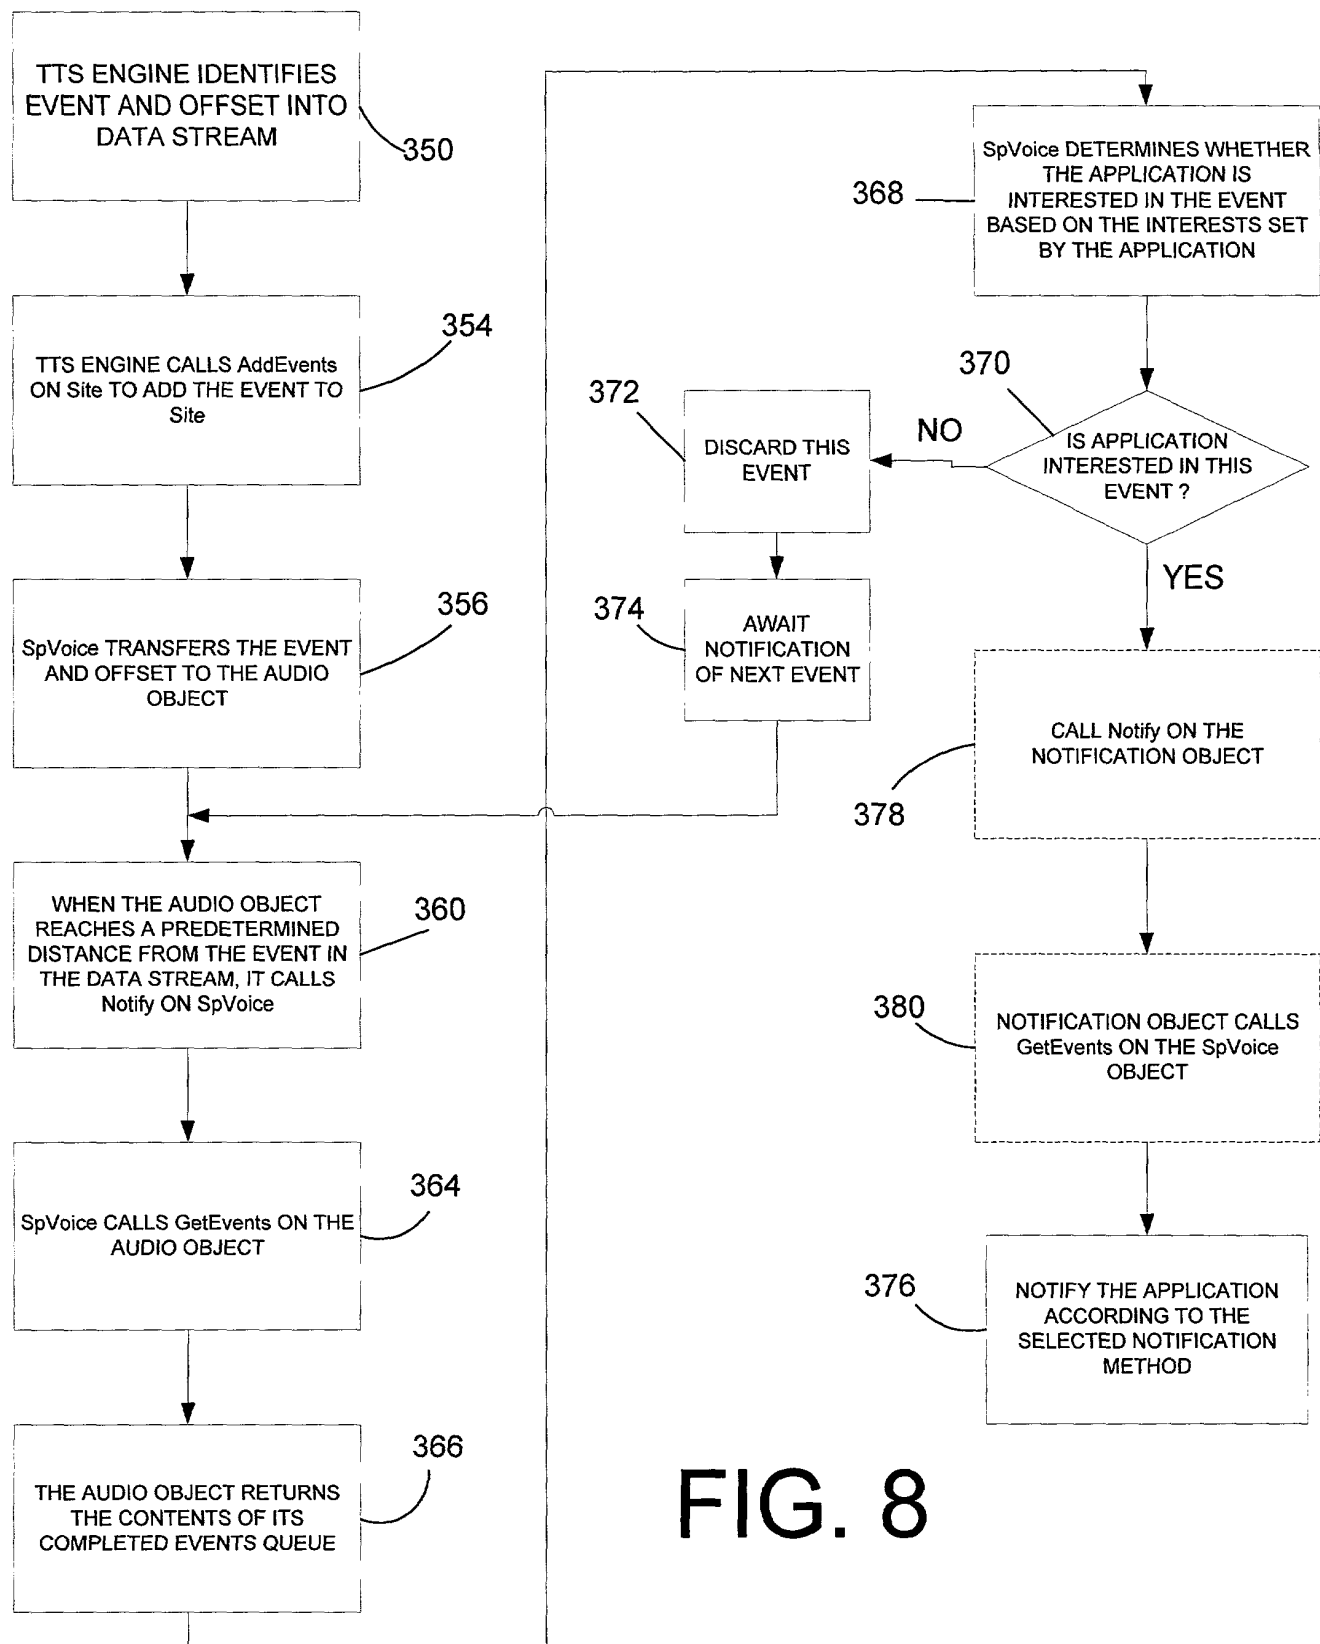 TTS ENGINE IDENTIFIES
EVENT AND OFFSET INTO
DATA STREAM
350
TTS ENGINE CALLS AddEvents
ON Site TO ADD THE EVENT TO
Site
354
SpVoice TRANSFERS THE EVENT
AND OFFSET TO THE AUDIO
OBJECT
356
WHEN THE AUDIO OBJECT
REACHES A PREDETERMINED
DISTANCE FROM THE EVENT IN
THE DATA STREAM, IT CALLS
Notify ON SpVoice
360
SpVoice CALLS GetEvents ON THE
AUDIO OBJECT
364
THE AUDIO OBJECT RETURNS
THE CONTENTS OF ITS
COMPLETED EVENTS QUEUE
366
SpVoice DETERMINES WHETHER
THE APPLICATION IS
INTERESTED IN THE EVENT
BASED ON THE INTERESTS SET
BY THE APPLICATION
368
370
IS APPLICATION
INTERESTED IN THIS
EVENT ?
NO
372
DISCARD THIS
EVENT
374
AWAIT
NOTIFICATION
OF NEXT EVENT
YES
CALL Notify ON THE
NOTIFICATION OBJECT
378
380
NOTIFICATION OBJECT CALLS
GetEvents ON THE SpVoice
OBJECT
376
NOTIFY THE APPLICATION
ACCORDING TO THE
SELECTED NOTIFICATION
METHOD
FIG. 8